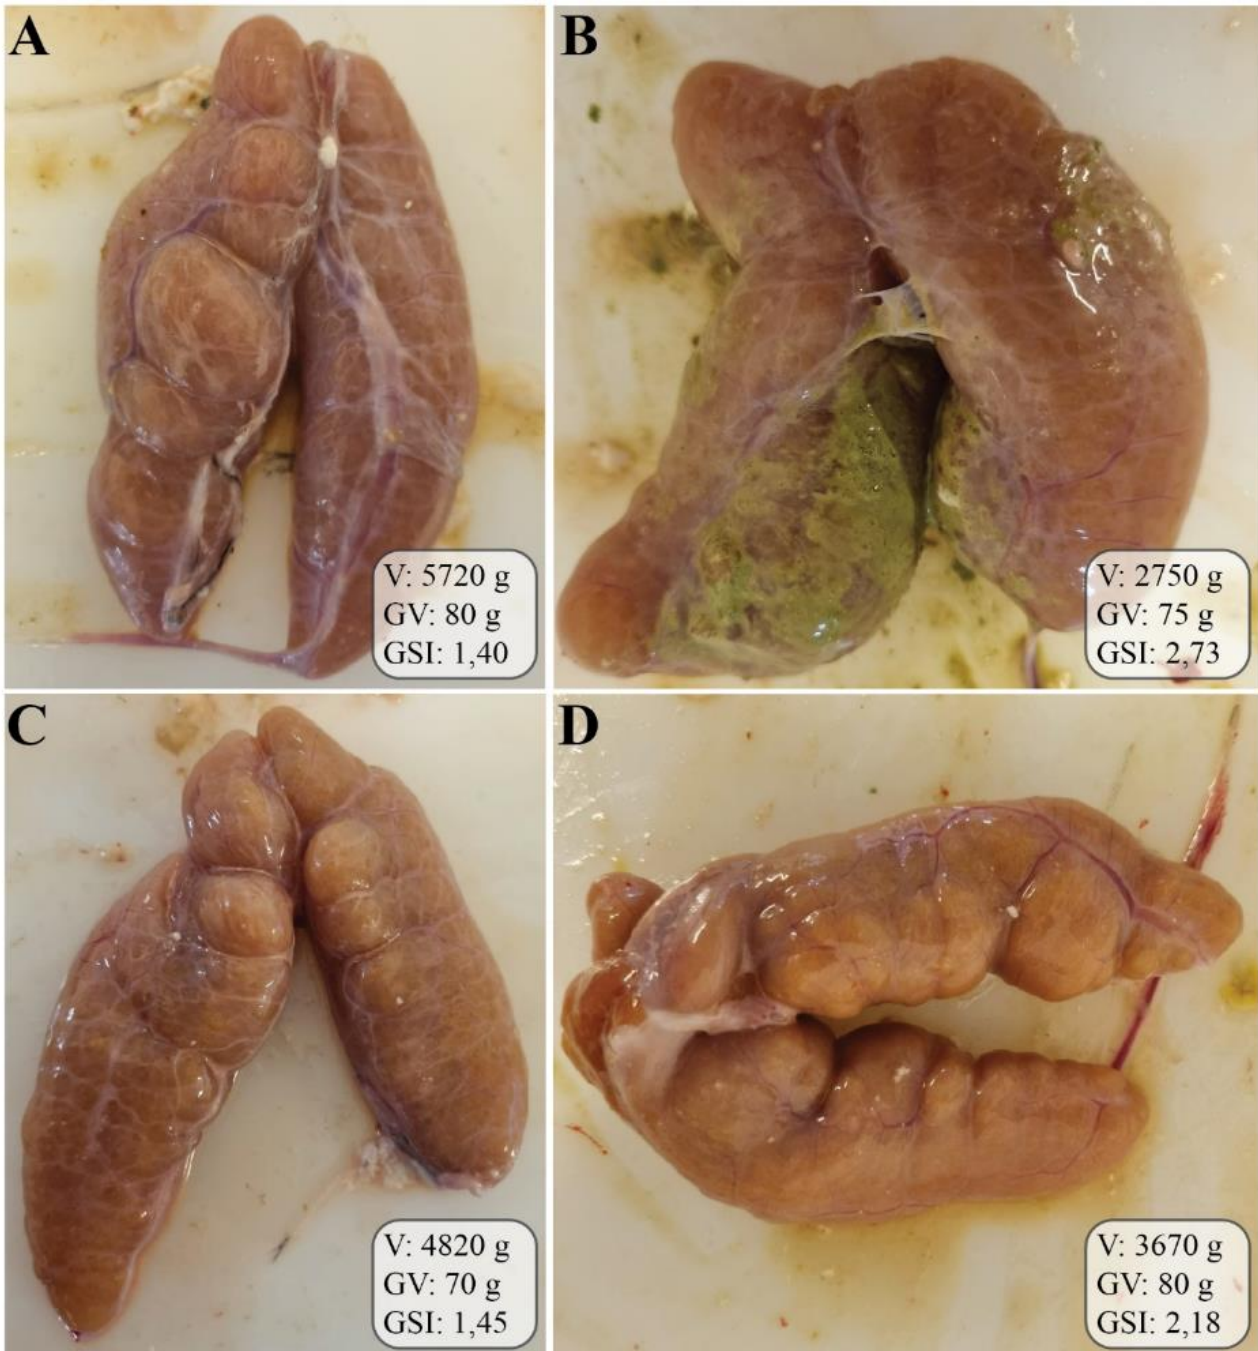 A
V: 5720 g
GV: 80 g
GSI: 1,40
B
V: 2750 g
GV: 75 g
GSI: 2,73
C
V: 4820 g
GV: 70 g
GSI: 1,45
D
V: 3670 g
GV: 80 g
GSI: 2,18